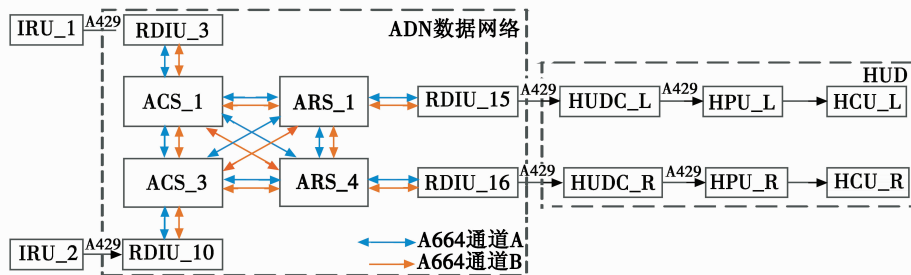 IRU_1
A429
RDIU_3
ADN数据网络
HUD
ACS_1
ARS_1
RDIU_15
A429
HUDC_L
A429
HPU_L
HCU_L
ACS_3
ARS_4
RDIU_16
A429
HUDC_R
A429
HPU_R
HCU_R
IRU_2
A429
RDIU_10
A664通道A
A664通道B